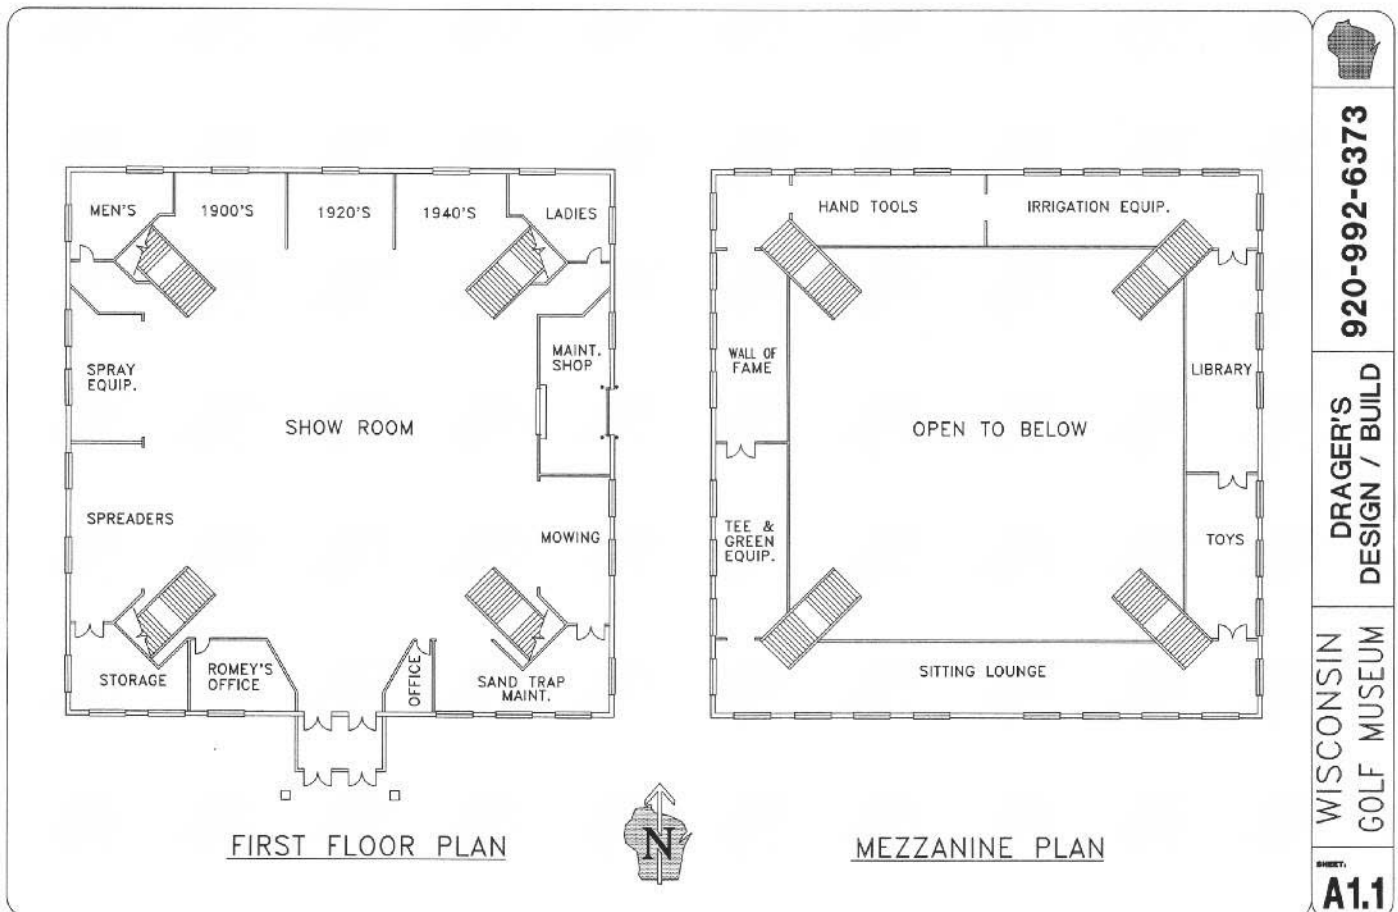 MEN'S
1900'S
1920'S
1940'S
LADIES
SPRAY
EQUIP.
MAINT.
SHOP
SHOW ROOM
SPREADERS
MOWING
STORAGE
ROMEY'S
OFFICE
OFFICE
SAND TRAP
MAINT.
FIRST FLOOR PLAN
HAND TOOLS
IRRIGATION EQUIP.
WALL OF
FAME
LIBRARY
OPEN TO BELOW
TEE &
GREEN
EQUIP.
TOYS
SITTING LOUNGE
N
MEZZANINE PLAN
920-992-6373
DRAGER'S
DESIGN / BUILD
WISCONSIN
GOLF MUSEUM
SHEET:
A1.1